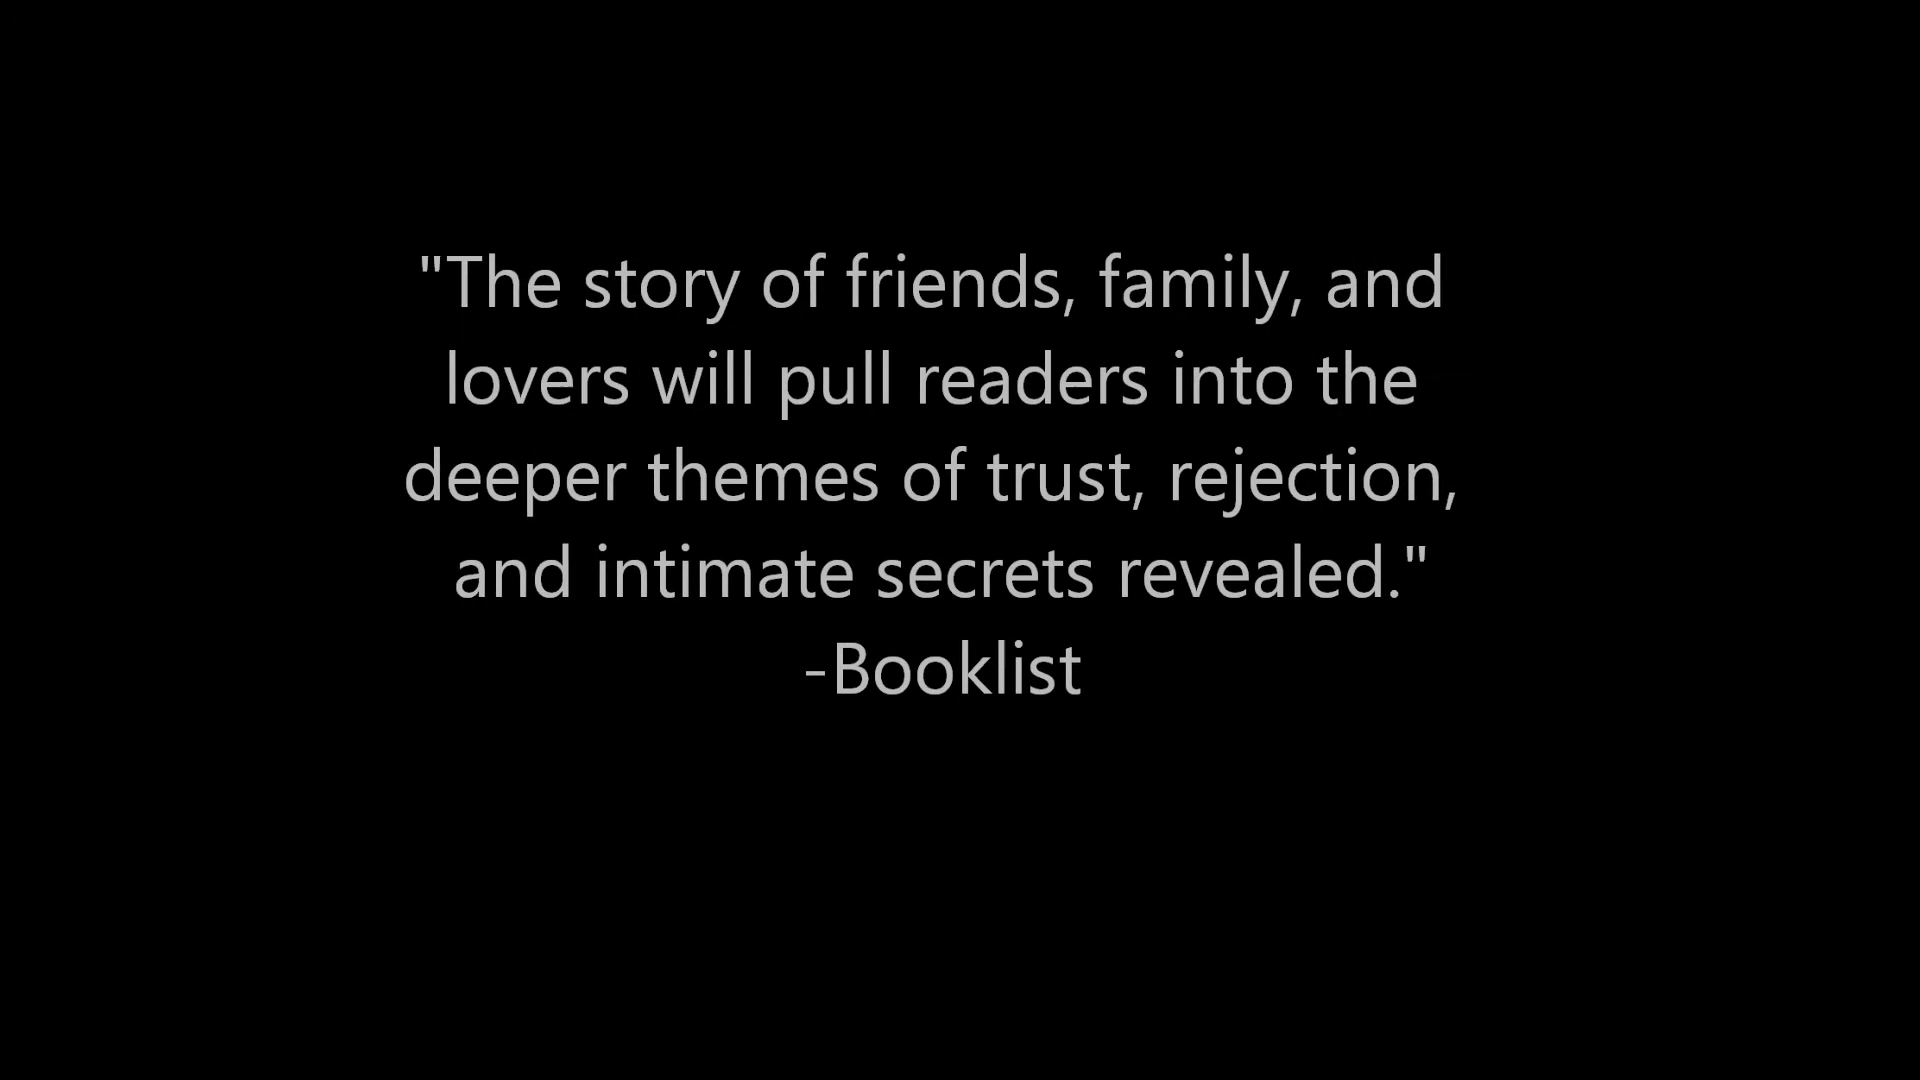 "The story of friends, family, and
lovers will pull readers into the
deeper themes of trust, rejection,
and intimate secrets revealed."
-Booklist